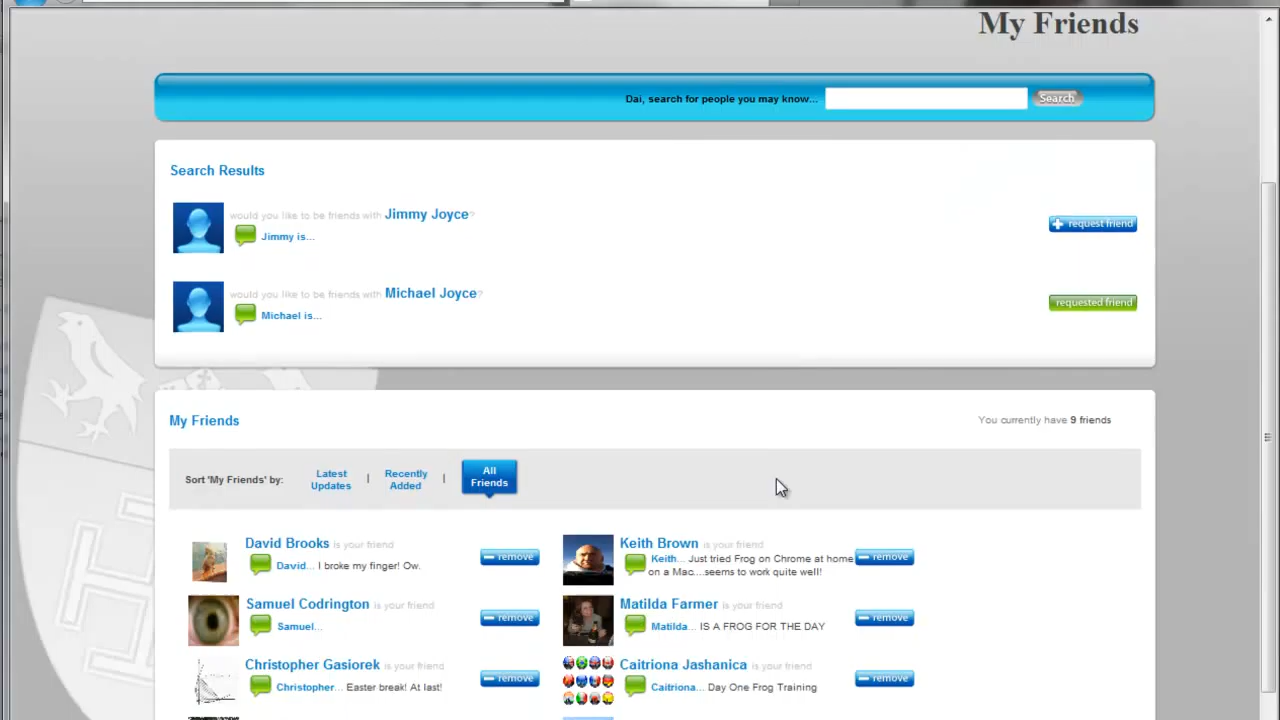 My Friends
Dai, search for people you may know...
Search
Search Results
would you like to be friends with Jimmy Joyce?
Jimmy is...
request friend
would you like to be friends with Michael Joyce?
Michael is...
requested friend
My Friends
You currently have 9 friends
Sort 'My Friends' by:
Latest Updates
|
Recently Added
|
All Friends
David Brooks is your friend
David... I broke my finger! Ow.
remove
Keith Brown is your friend
Keith... Just tried Frog on Chrome at home
on a Mac....seems to work quite well!
remove
Samuel Codrington is your friend
Samuel...
remove
Matilda Farmer is your friend
Matilda... IS A FROG FOR THE DAY
remove
Christopher Gasiorek is your friend
Christopher... Easter break! At last!
remove
Caitriona Jashanica is your friend
Caitriona... Day One Frog Training
remove